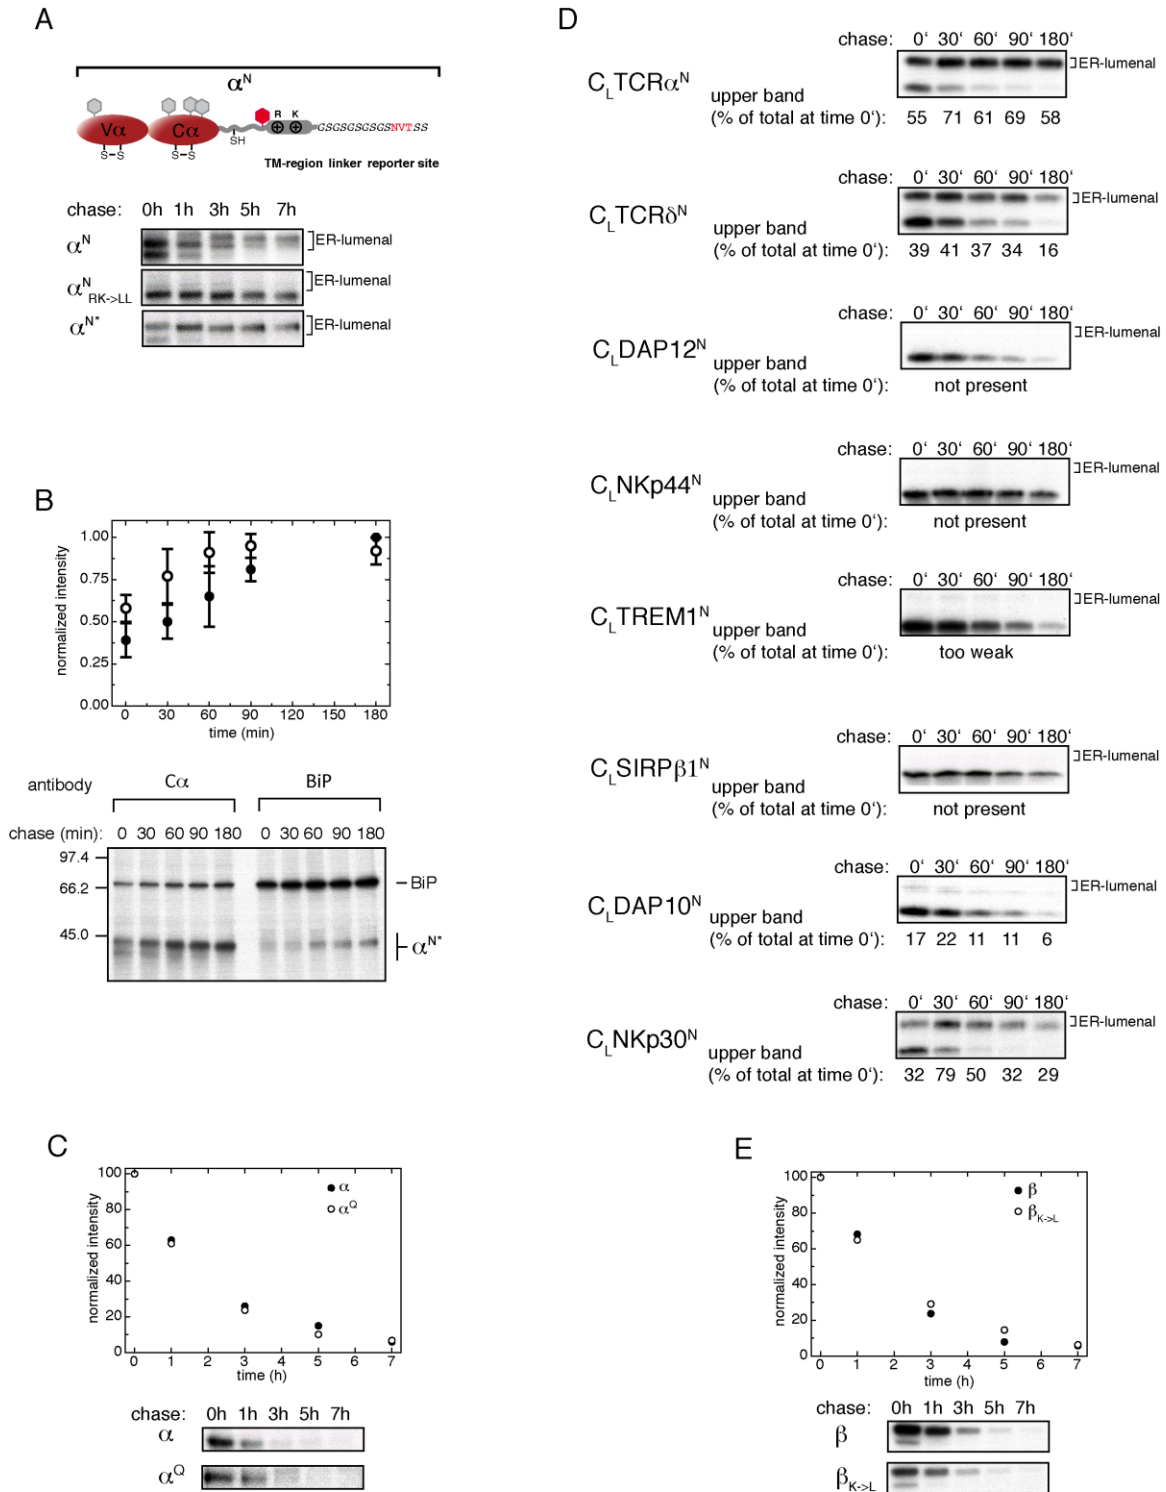 A
αN
R K
Vα Cα
GSGSGSGSGSNVTSS
SH
S–S S–S
TM-region linker reporter site
chase: 0h 1h 3h 5h 7h
αN ER-lumenal
αN RK->LL ER-lumenal
αN* ER-lumenal
B
normalized intensity
1.00
0.75
0.50
0.25
0.00
0 30 60 90 120 150 180
time (min)
antibody Cα BiP
chase (min): 0 30 60 90 180 0 30 60 90 180
97.4
66.2
45.0
BiP
αN*
C
normalized intensity
100
80
60
40
20
0
α
αQ
0 1 2 3 4 5 6 7
time (h)
chase: 0h 1h 3h 5h 7h
α
αQ
D
chase: 0‘ 30‘ 60‘ 90‘ 180‘
CLTCRαN ER-lumenal
upper band
(% of total at time 0‘): 55 71 61 69 58
chase: 0‘ 30‘ 60‘ 90‘ 180‘
CLTCRδN ER-lumenal
upper band
(% of total at time 0‘): 39 41 37 34 16
chase: 0‘ 30‘ 60‘ 90‘ 180‘
CLDAP12N ER-lumenal
upper band
(% of total at time 0‘): not present
chase: 0‘ 30‘ 60‘ 90‘ 180‘
CLNKp44N ER-lumenal
upper band
(% of total at time 0‘): not present
chase: 0‘ 30‘ 60‘ 90‘ 180‘
CLTREM1N ER-lumenal
upper band
(% of total at time 0‘): too weak
chase: 0‘ 30‘ 60‘ 90‘ 180‘
CLSIRPβ1N ER-lumenal
upper band
(% of total at time 0‘): not present
chase: 0‘ 30‘ 60‘ 90‘ 180‘
CLDAP10N ER-lumenal
upper band
(% of total at time 0‘): 17 22 11 11 6
chase: 0‘ 30‘ 60‘ 90‘ 180‘
CLNKp30N ER-lumenal
upper band
(% of total at time 0‘): 32 79 50 32 29
E
normalized intensity
100
80
60
40
20
0
β
βK->L
0 1 2 3 4 5 6 7
time (h)
chase: 0h 1h 3h 5h 7h
β
βK->L